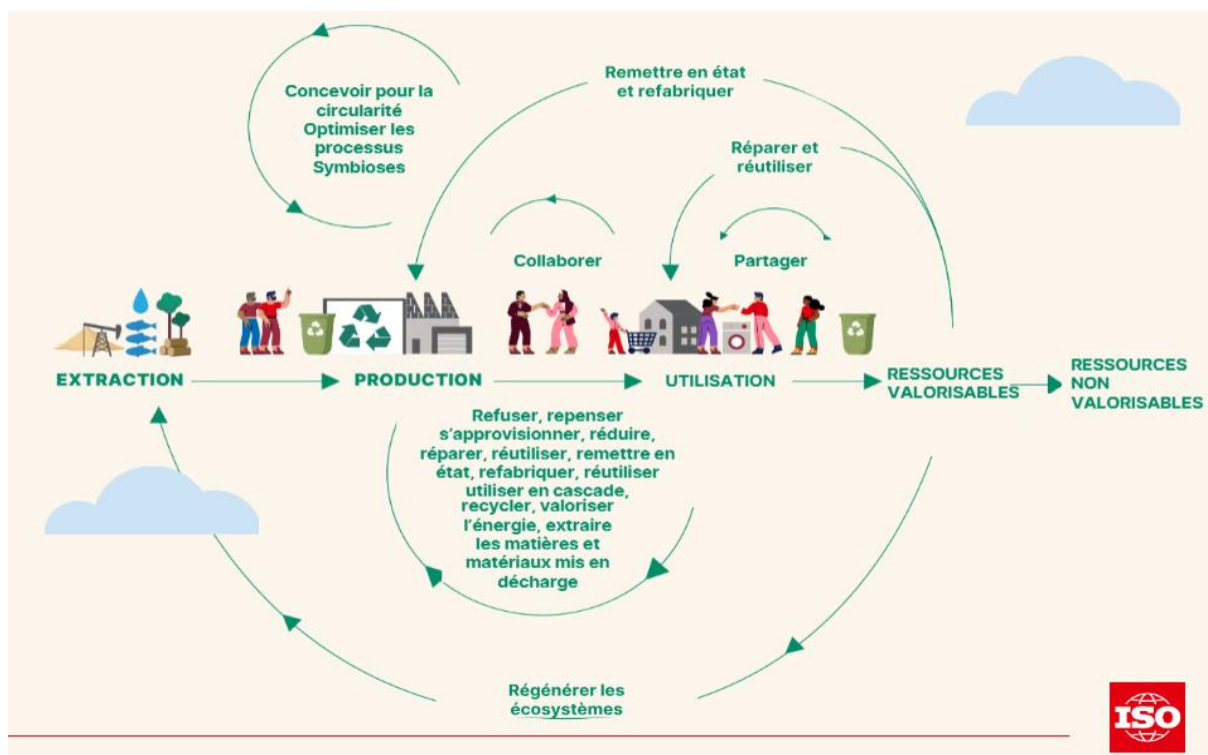 Concevoir pour la
circularité
Optimiser les
processus
Symbioses
Remettre en état
et refabriquer
Réparer et
réutiliser
Collaborer
Partager
EXTRACTION
PRODUCTION
UTILISATION
RESSOURCES
VALORISABLES
RESSOURCES
NON
VALORISABLES
Refuser, repenser
s'approvisionner, réduire,
réparer, réutiliser, remettre en
état, refabriquer, réutiliser
utiliser en cascade,
recycler, valoriser
l'énergie, extraire
les matières et
matériaux mis en
décharge
Régénérer les
écosystèmes
ISO